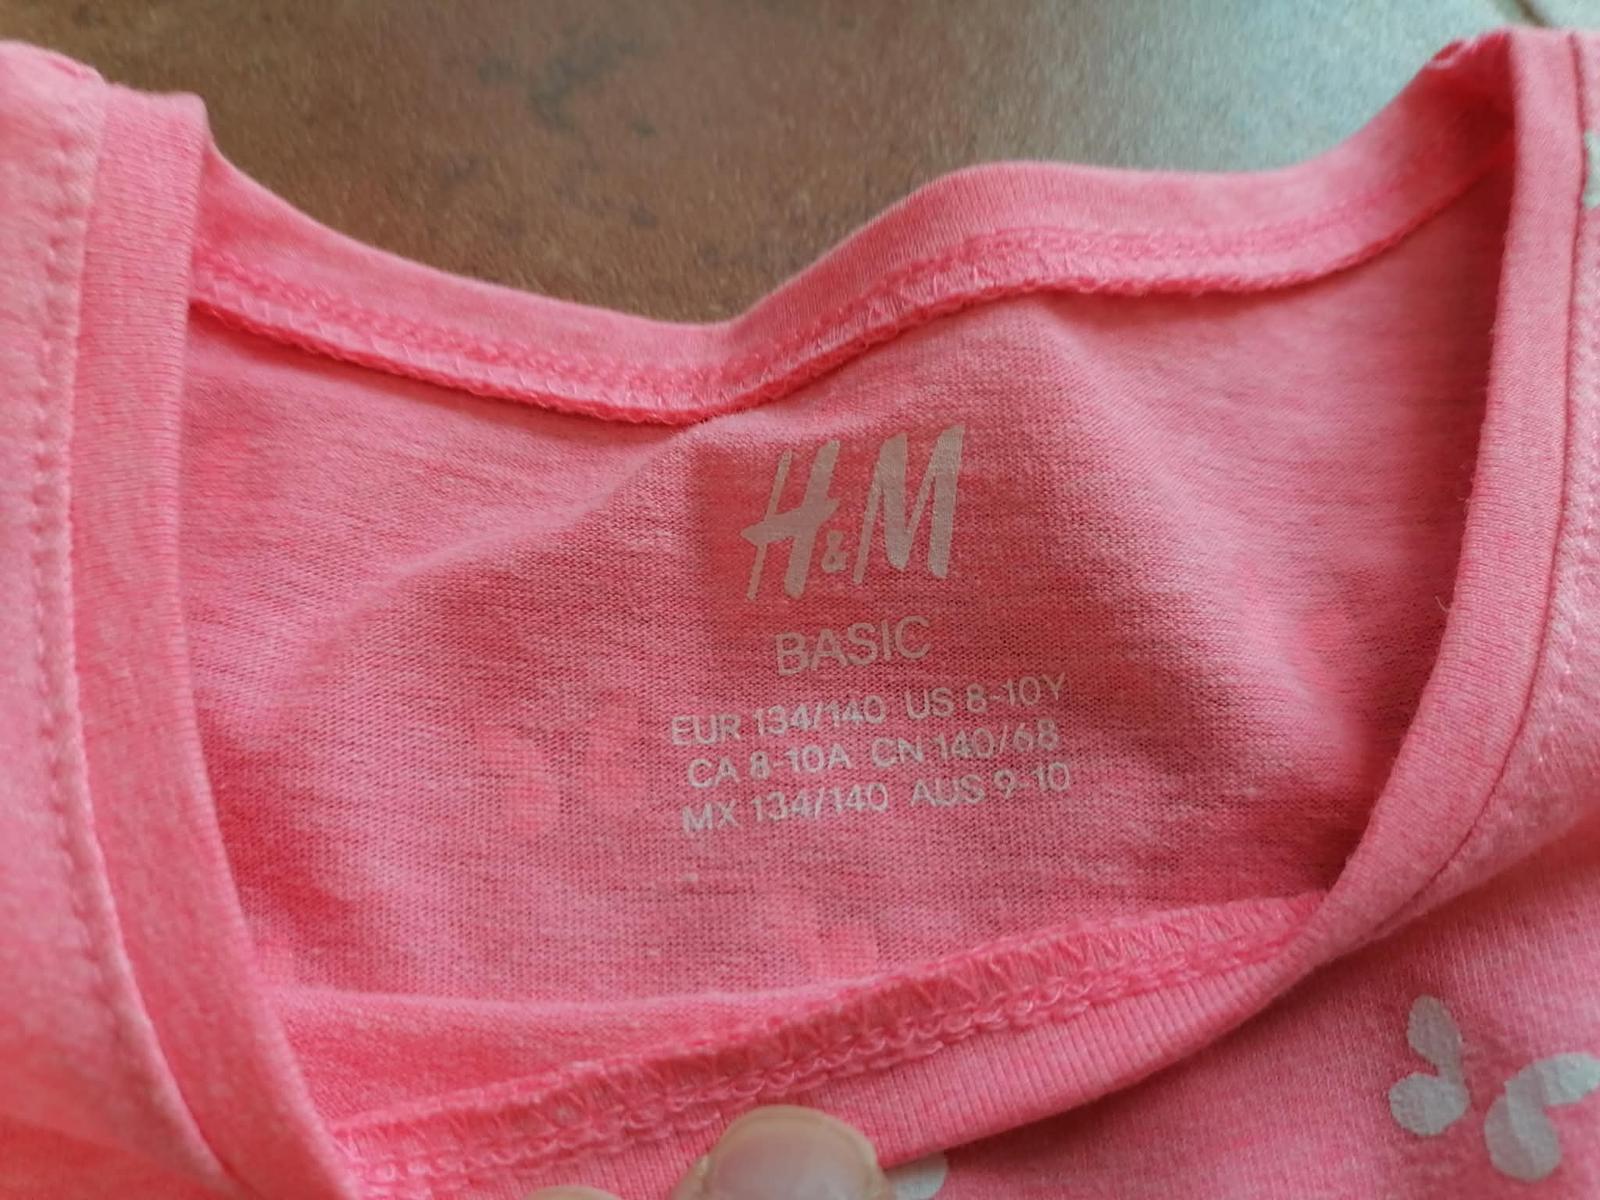 H&M
BASIC
EUR 134/140 US 8-10Y
CA 8-10A CN 140/68
MX 134/140 AUS 9-10